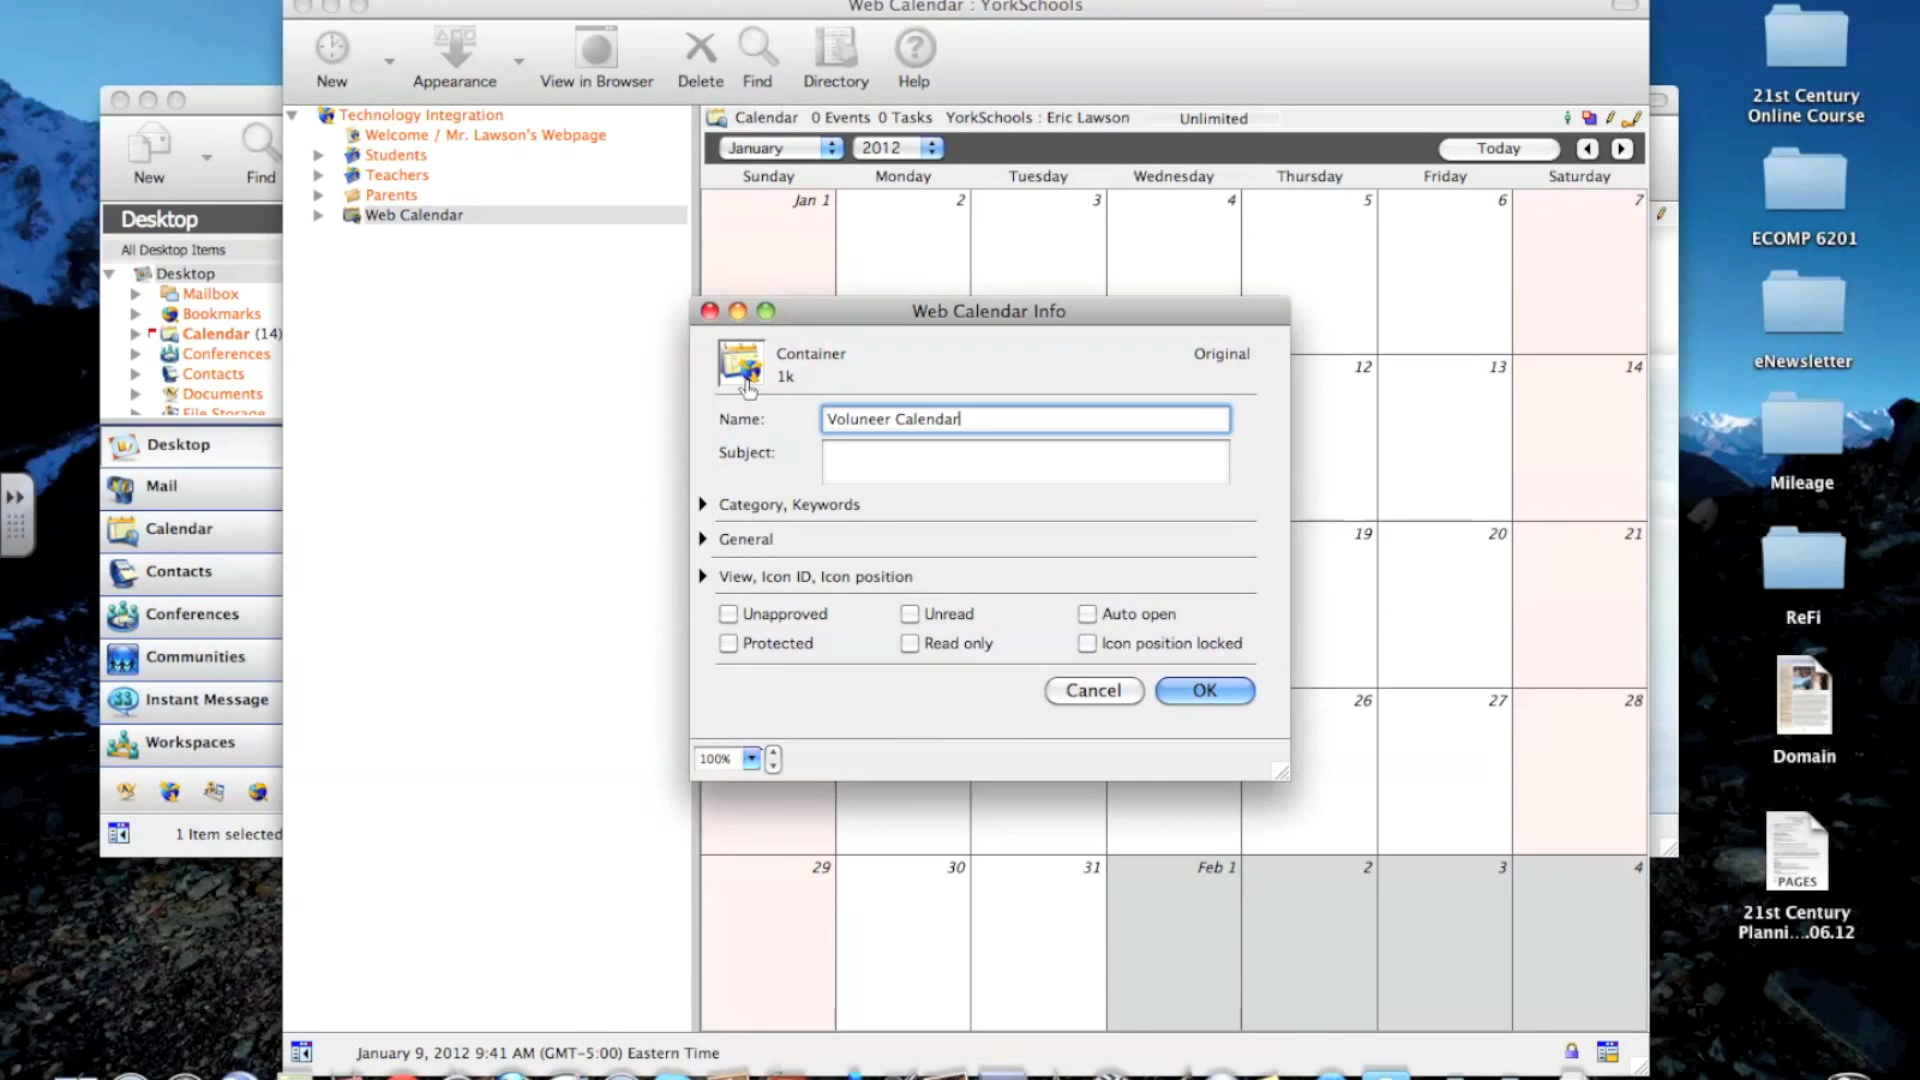 Web Calendar : YorkSchools
New
Appearance
View in Browser
Delete
Find
Directory
Help
Technology Integration
Welcome / Mr. Lawson's Webpage
Students
Teachers
Parents
Web Calendar
Calendar 0 Events 0 Tasks YorkSchools : Eric Lawson Unlimited
January 2012 Today
Sunday Monday Tuesday Wednesday Thursday Friday Saturday
Jan 1 2 3 4 5 6 7
12 13 14
19 20 21
26 27 28
29 30 31 Feb 1 2 3 4
January 9, 2012 9:41 AM (GMT-5:00) Eastern Time
Web Calendar Info
Container Original
1k
Name: Voluneer Calendar
Subject:
Category, Keywords
General
View, Icon ID, Icon position
Unapproved Unread Auto open
Protected Read only Icon position locked
Cancel OK
100%
New Find
Desktop
All Desktop Items
Desktop
Mailbox
Bookmarks
Calendar (14)
Conferences
Contacts
Documents
File Storage
Desktop
Mail
Calendar
Contacts
Conferences
Communities
33 Instant Message
Workspaces
1 Item selected
21st Century
Online Course
ECOMP 6201
eNewsletter
Mileage
ReFi
Domain
PAGES
21st Century
Planni....06.12